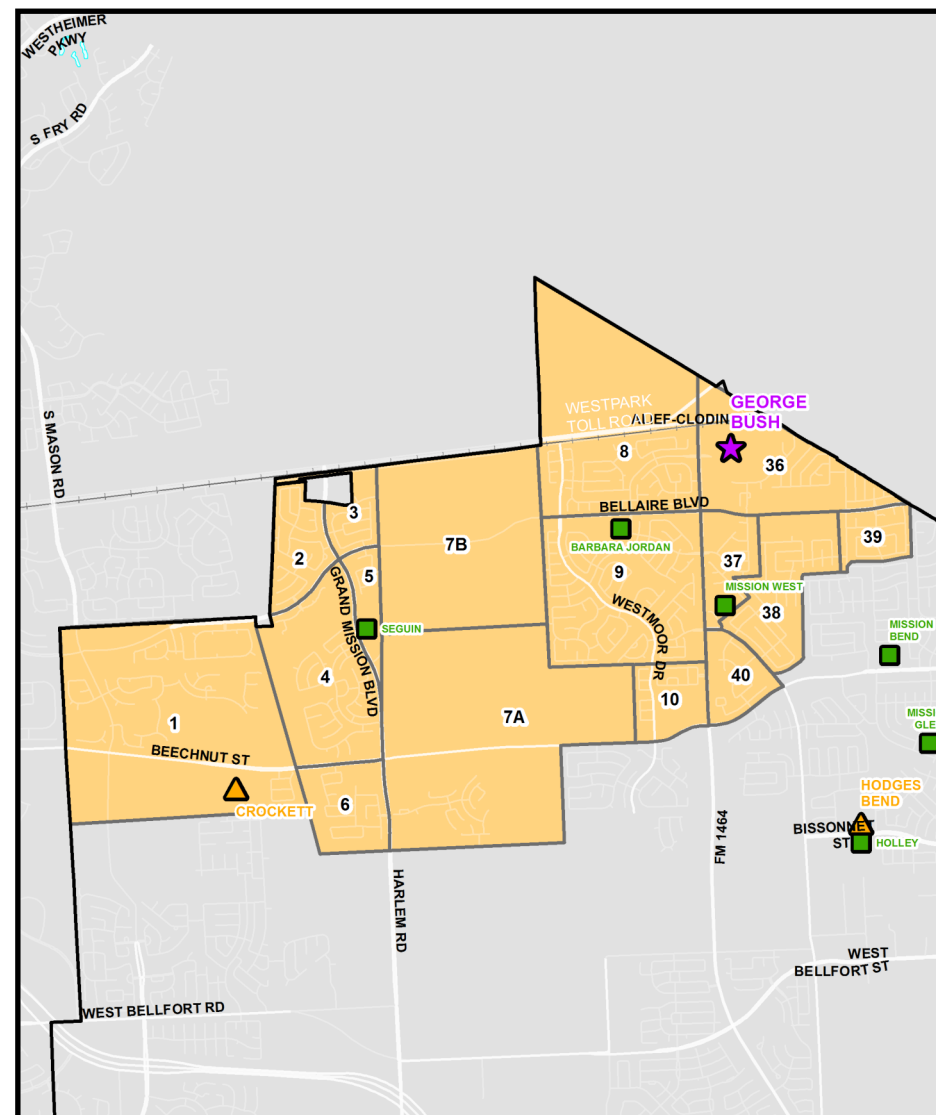 WESTHEIMER
PKWY
S FRY RD
S MASON RD
WESTPARK
TOLL ROAD
GEORGE
BUSH
8
36
3
BELLAIRE BLVD
2
7B
BARBARA JORDAN
37
39
5
9
MISSION WEST
38
GRAND MISSION BLVD
WESTMOOR DR
SEGUIN
MISSION
BEND
4
10
40
1
7A
BEECHNUT ST
CROCKETT
6
HODGES
BEND
BISSONNET
ST
HOLLEY
FM 1464
HARLEM RD
WEST
BELLFORT ST
WEST BELLFORT RD